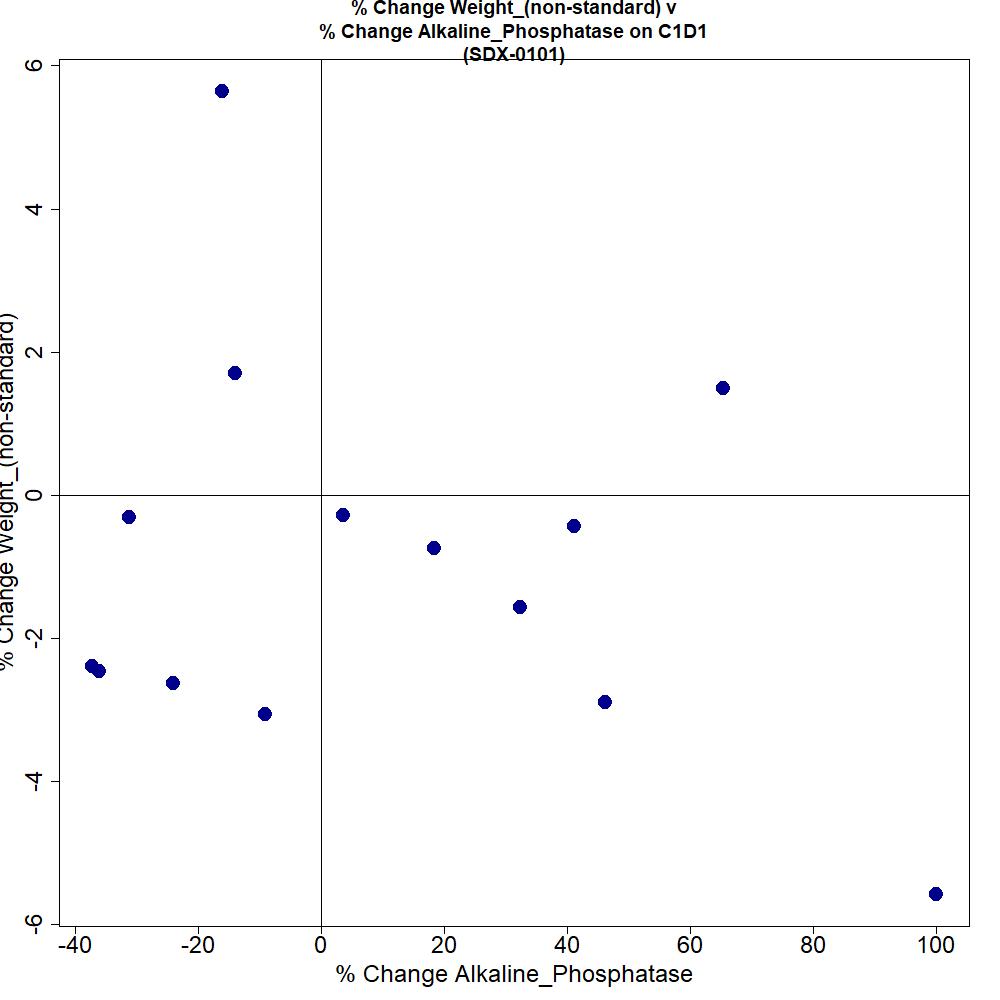 % Change Weight_(non-standard) v
% Change Alkaline_Phosphatase on C1D1
(SDX-0101)
6
4
2
0
-2
-4
-6
% Change Weight_(non-standard)
-40 -20 0 20 40 60 80 100
% Change Alkaline_Phosphatase